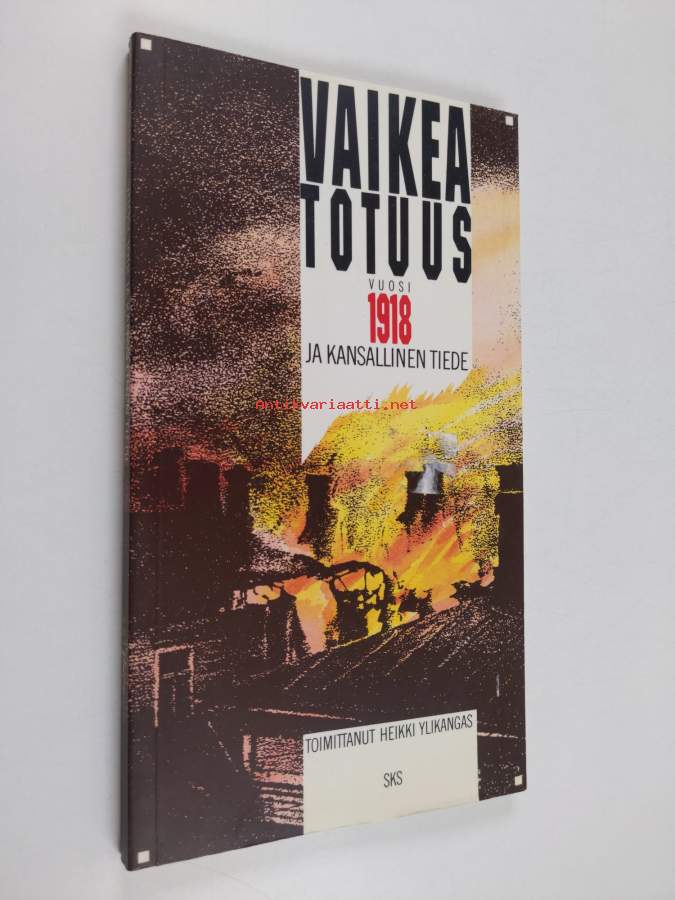 VAIKEA
TOTUUS
VUOSI
1918
JA KANSALLINEN TIEDE
Antikvariaatti.net
TOIMITTANUT HEIKKI YLIKANGAS
SKS